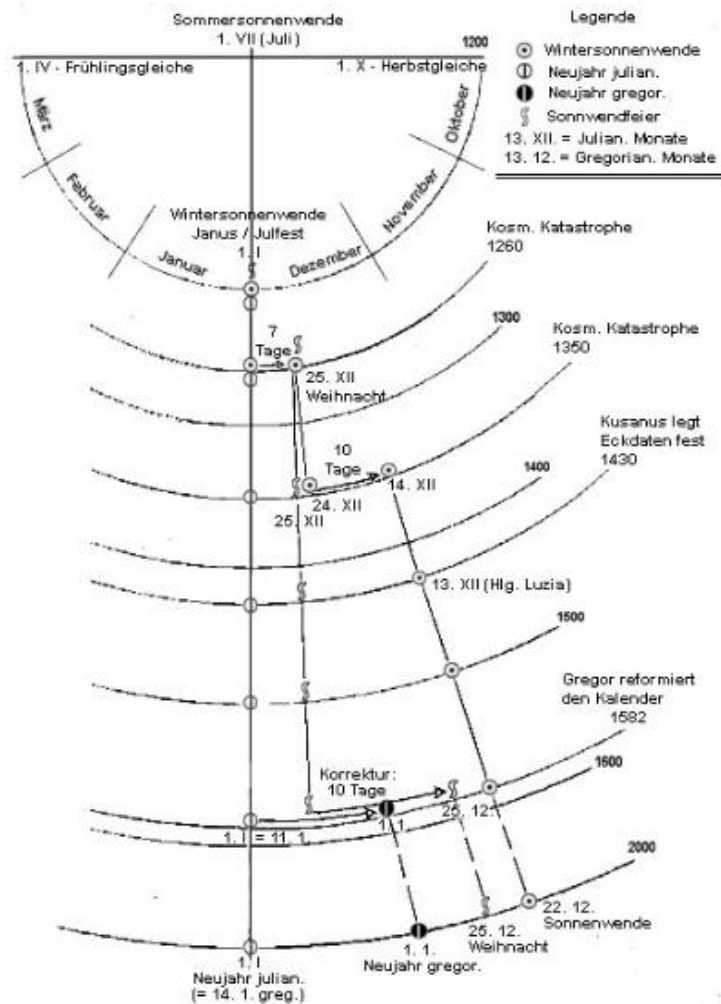 Sommersonnenwende
1. VII (Juli)
1200
1. IV - Frühlingsgleiche
1. X - Herbstgleiche
Legende
Wintersonnenwende
Neujahr julian.
Neujahr gregor.
Sonnwendfeier
13. XII. = Julian. Monate
13. 12. = Gregorian. Monate
März
Februar
Januar
Dezember
November
Oktober
Wintersonnenwende
Janus / Julfest
1. I
Kosm. Katastrophe
1260
7
Tage
25. XII
Weihnacht
1300
Kosm. Katastrophe
1350
10
Tage
24. XII
14. XII
25. XII
Kusanus legt
Eckdaten fest
1430
1400
13. XII (Hlg. Luzia)
1500
Gregor reformiert
den Kalender
1582
Korrektur:
10 Tage
1. I = 11. 1.
1. 1.
25. 12.
1600
2000
22. 12.
Sonnenwende
25. 12.
Weihnacht
1. 1.
Neujahr gregor.
1. I
Neujahr julian.
(= 14. 1. greg.)